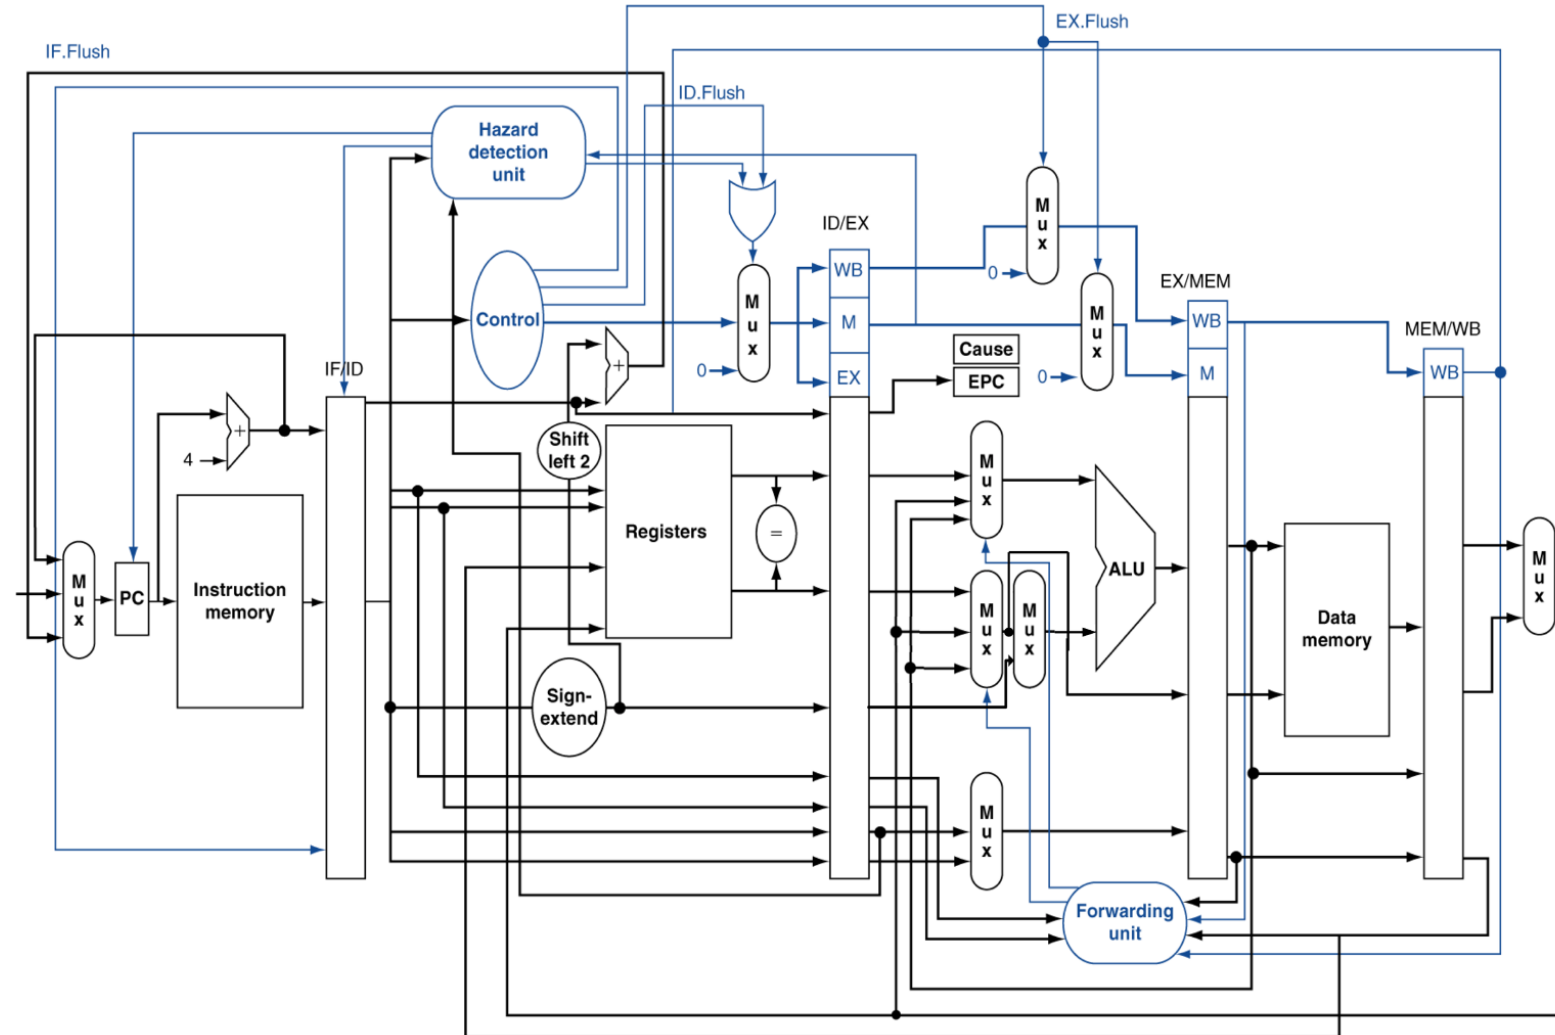 EX.Flush
IF.Flush
ID.Flush
Hazard
detection
unit
M
u
x
ID/EX
WB
0
M
u
x
EX/MEM
M
u
x
WB
MEM/WB
Control
M
Cause
WB
IF/ID
+
0
EX
EPC
0
M
+
4
Shift
left 2
M
u
x
Registers
=
M
u
x
PC
Instruction
memory
M
u
x
M
u
x
ALU
Data
memory
M
u
x
Sign-
extend
M
u
x
Forwarding
unit